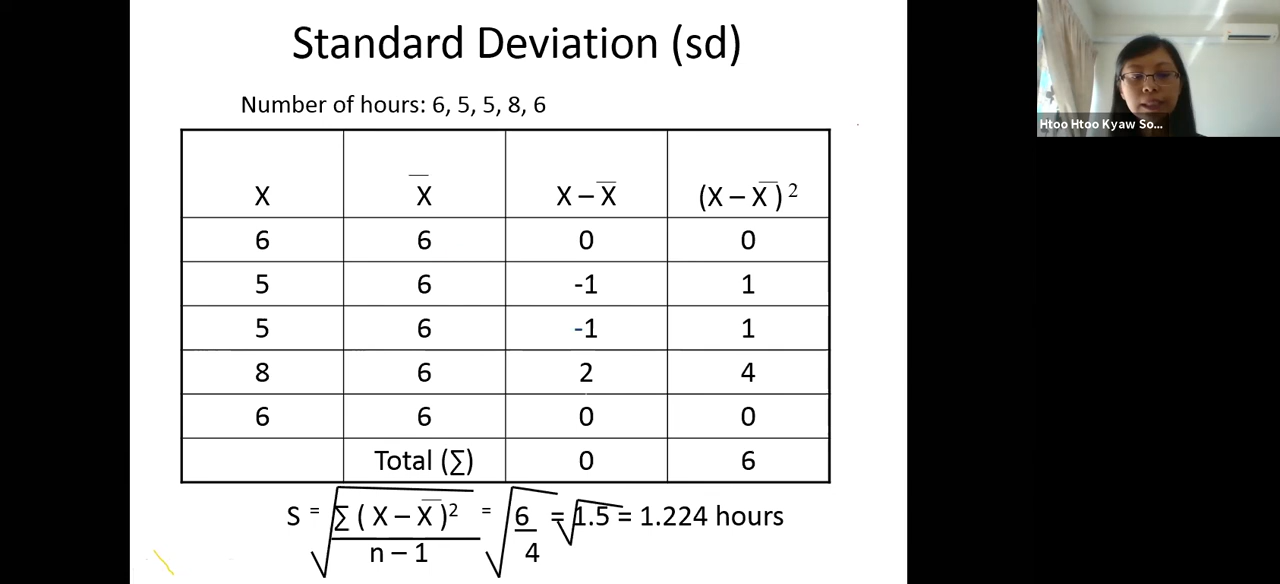 Standard Deviation (sd)
Number of hours: 6, 5, 5, 8, 6
X X̅ X – X̅ (X – X̅ )²
6 6 0 0
5 6 -1 1
5 6 -1 1
8 6 2 4
6 6 0 0
Total (∑) 0 6
S = √∑ ( X – X̅ )² / n – 1 = √6/4 = √1.5 = 1.224 hours
Htoo Htoo Kyaw So...